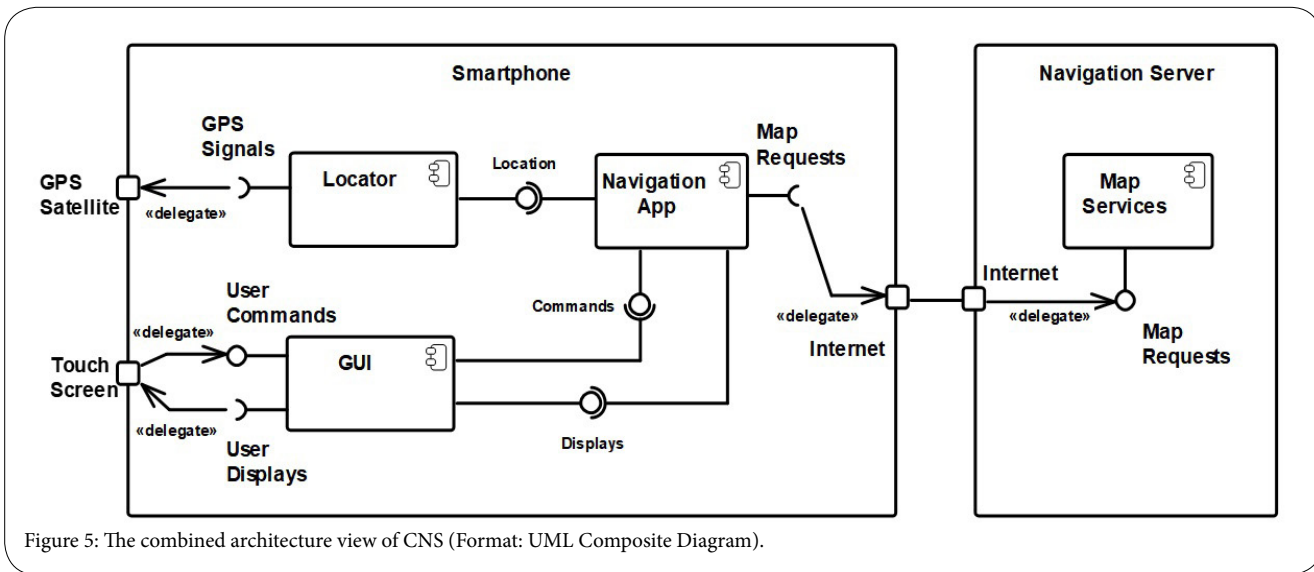 Smartphone
Navigation Server
GPS
Signals
Map
Requests
Locator
Location
Navigation
App
Map
Services
GPS
Satellite
«delegate»
User
Commands
Commands
Internet
«delegate»
«delegate»
«delegate»
Internet
Map
Requests
Touch
Screen
GUI
«delegate»
User
Displays
Displays
Figure 5: The combined architecture view of CNS (Format: UML Composite Diagram).